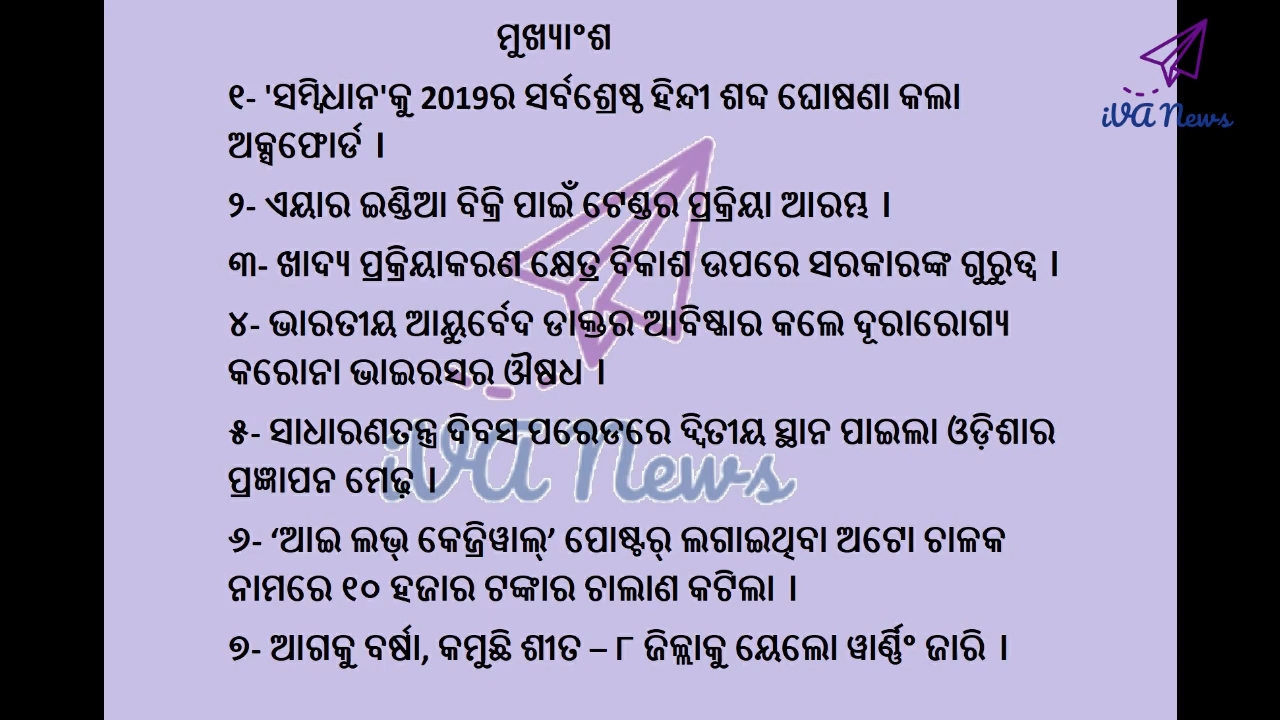 ମୁଖ୍ୟାଂଶ
୧- 'ସମ୍ବିଧାନ'କୁ 2019ର ସର୍ବଶ୍ରେଷ୍ଠ ହିନ୍ଦୀ ଶବ୍ଦ ଘୋଷଣା କଲା
ଅକ୍ସଫୋର୍ଡ ।
୨- ଏୟାର ଇଣ୍ଡିଆ ବିକ୍ରି ପାଇଁ ଟେଣ୍ଡର ପ୍ରକ୍ରିୟା ଆରମ୍ଭ ।
୩- ଖାଦ୍ୟ ପ୍ରକ୍ରିୟାକରଣ କ୍ଷେତ୍ର ବିକାଶ ଉପରେ ସରକାରଙ୍କ ଗୁରୁତ୍ୱ ।
୪- ଭାରତୀୟ ଆୟୁର୍ବେଦ ଡାକ୍ତର ଆବିଷ୍କାର କଲେ ଦୂରାରୋଗ୍ୟ
କରୋନା ଭାଇରସର ଔଷଧ ।
୫- ସାଧାରଣତନ୍ତ୍ର ଦିବସ ପରେଡରେ ଦ୍ୱିତୀୟ ସ୍ଥାନ ପାଇଲା ଓଡ଼ିଶାର
ପ୍ରଜ୍ଞାପନ ମେଢ଼ ।
୬- ‘ଆଇ ଲଭ୍ କେଜ୍ରିୱାଲ୍’ ପୋଷ୍ଟର୍ ଲଗାଇଥିବା ଅଟୋ ଚାଳକ
ନାମରେ ୧୦ ହଜାର ଟଙ୍କାର ଚାଲାଣ କଟିଲା ।
୭- ଆଗକୁ ବର୍ଷା, କମୁଛି ଶୀତ – ୮ ଜିଲ୍ଲାକୁ ୟେଲୋ ୱାର୍ଣ୍ଣିଂ ଜାରି ।
iVA News
iVA News